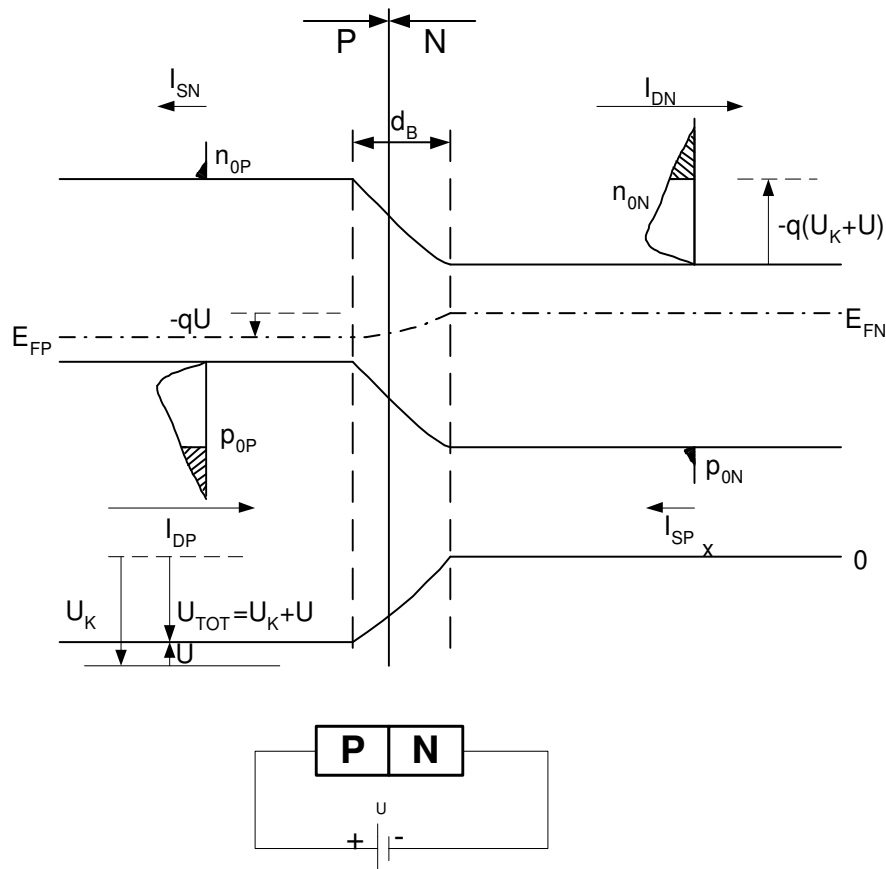 P N
I_SN
I_DN
d_B
n_0P
n_0N
-q(U_K+U)
-qU
E_FP
E_FN
p_0P
p_0N
I_DP
I_SP
x
0
U_K
U_TOT=U_K+U
U
P N
U
+ -